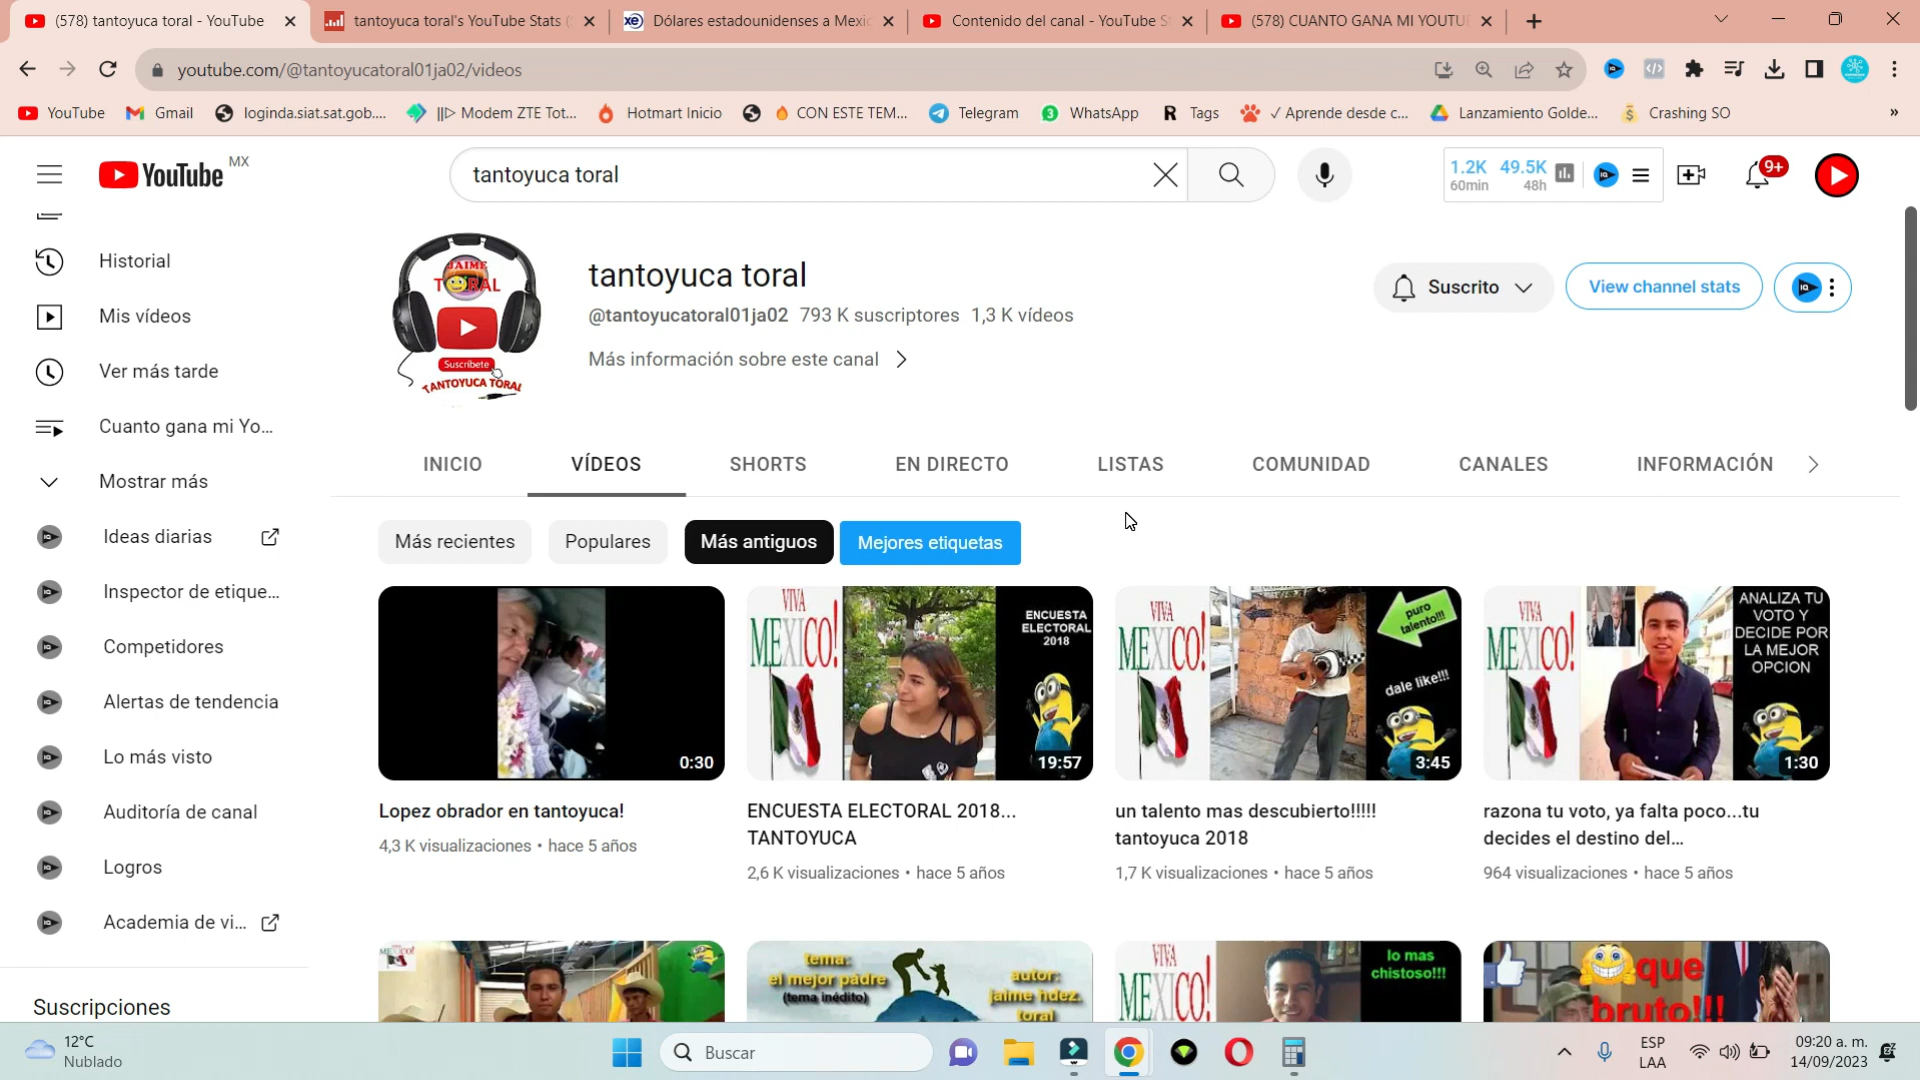 (578) tantoyuca toral - YouTube
tantoyuca toral's YouTube Stats (
Dólares estadounidenses a Mexic
Contenido del canal - YouTube S
(578) CUANTO GANA MI YOUTU
youtube.com/@tantoyucatoral01ja02/videos
YouTube
Gmail
loginda.siat.sat.gob....
||▷ Modem ZTE Tot...
Hotmart Inicio
CON ESTE TEM...
Telegram
WhatsApp
Tags
✓ Aprende desde c...
Lanzamiento Golde...
Crashing SO
»
YouTube MX
tantoyuca toral
1.2K 49.5K
60min 48h
9+
Historial
Mis vídeos
Ver más tarde
Cuanto gana mi Yo...
Mostrar más
Ideas diarias
Inspector de etique...
Competidores
Alertas de tendencia
Lo más visto
Auditoría de canal
Logros
Academia de vi...
Suscripciones
JAIME
TORAL
Suscríbete
TANTOYUCA TORAL
tantoyuca toral
@tantoyucatoral01ja02 793 K suscriptores 1,3 K vídeos
Más información sobre este canal
Suscrito
View channel stats
INICIO
VÍDEOS
SHORTS
EN DIRECTO
LISTAS
COMUNIDAD
CANALES
INFORMACIÓN
Más recientes
Populares
Más antiguos
Mejores etiquetas
0:30
Lopez obrador en tantoyuca!
4,3 K visualizaciones • hace 5 años
VIVA
MEXICO!
ENCUESTA
ELECTORAL
2018
19:57
ENCUESTA ELECTORAL 2018...
TANTOYUCA
2,6 K visualizaciones • hace 5 años
VIVA
MEXICO!
puro
talento!!!
dale like!!!
3:45
un talento mas descubierto!!!!!
tantoyuca 2018
1,7 K visualizaciones • hace 5 años
VIVA
MEXICO!
ANALIZA TU
VOTO Y
DECIDE POR
LA MEJOR
OPCION
1:30
razona tu voto, ya falta poco...tu
decides el destino del...
964 visualizaciones • hace 5 años
MEXICO!
tema:
el mejor padre
(tema inédito)
autor:
jaime hdez.
toral
VIVA
MEXICO!
lo mas
chistoso!!!
que
bruto!!!
12°C
Nublado
Buscar
ESP
LAA
09:20 a. m.
14/09/2023